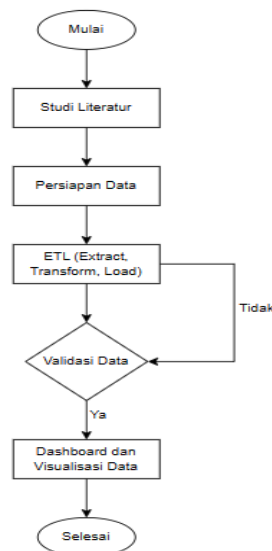 Mulai
Studi Literatur
Persiapan Data
ETL (Extract,
Transform, Load)
Tidak
Validasi Data
Ya
Dashboard dan
Visualisasi Data
Selesai